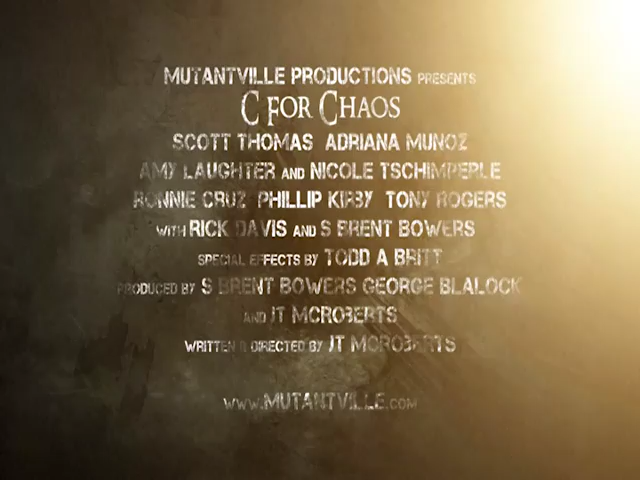 MUTANTVILLE PRODUCTIONS PRESENTS
C FOR CHAOS
SCOTT THOMAS ADRIANA MUNOZ
AMY LAUGHTER AND NICOLE TSCHIMPERLE
RONNIE CRUZ PHILLIP KIRBY TONY ROGERS
WITH RICK DAVIS AND S BRENT BOWERS
SPECIAL EFFECTS BY TODD A BRITT
PRODUCED BY S BRENT BOWERS GEORGE BLALOCK
AND JT MCROBERTS
WRITTEN & DIRECTED BY JT MCROBERTS
WWW.MUTANTVILLE.COM